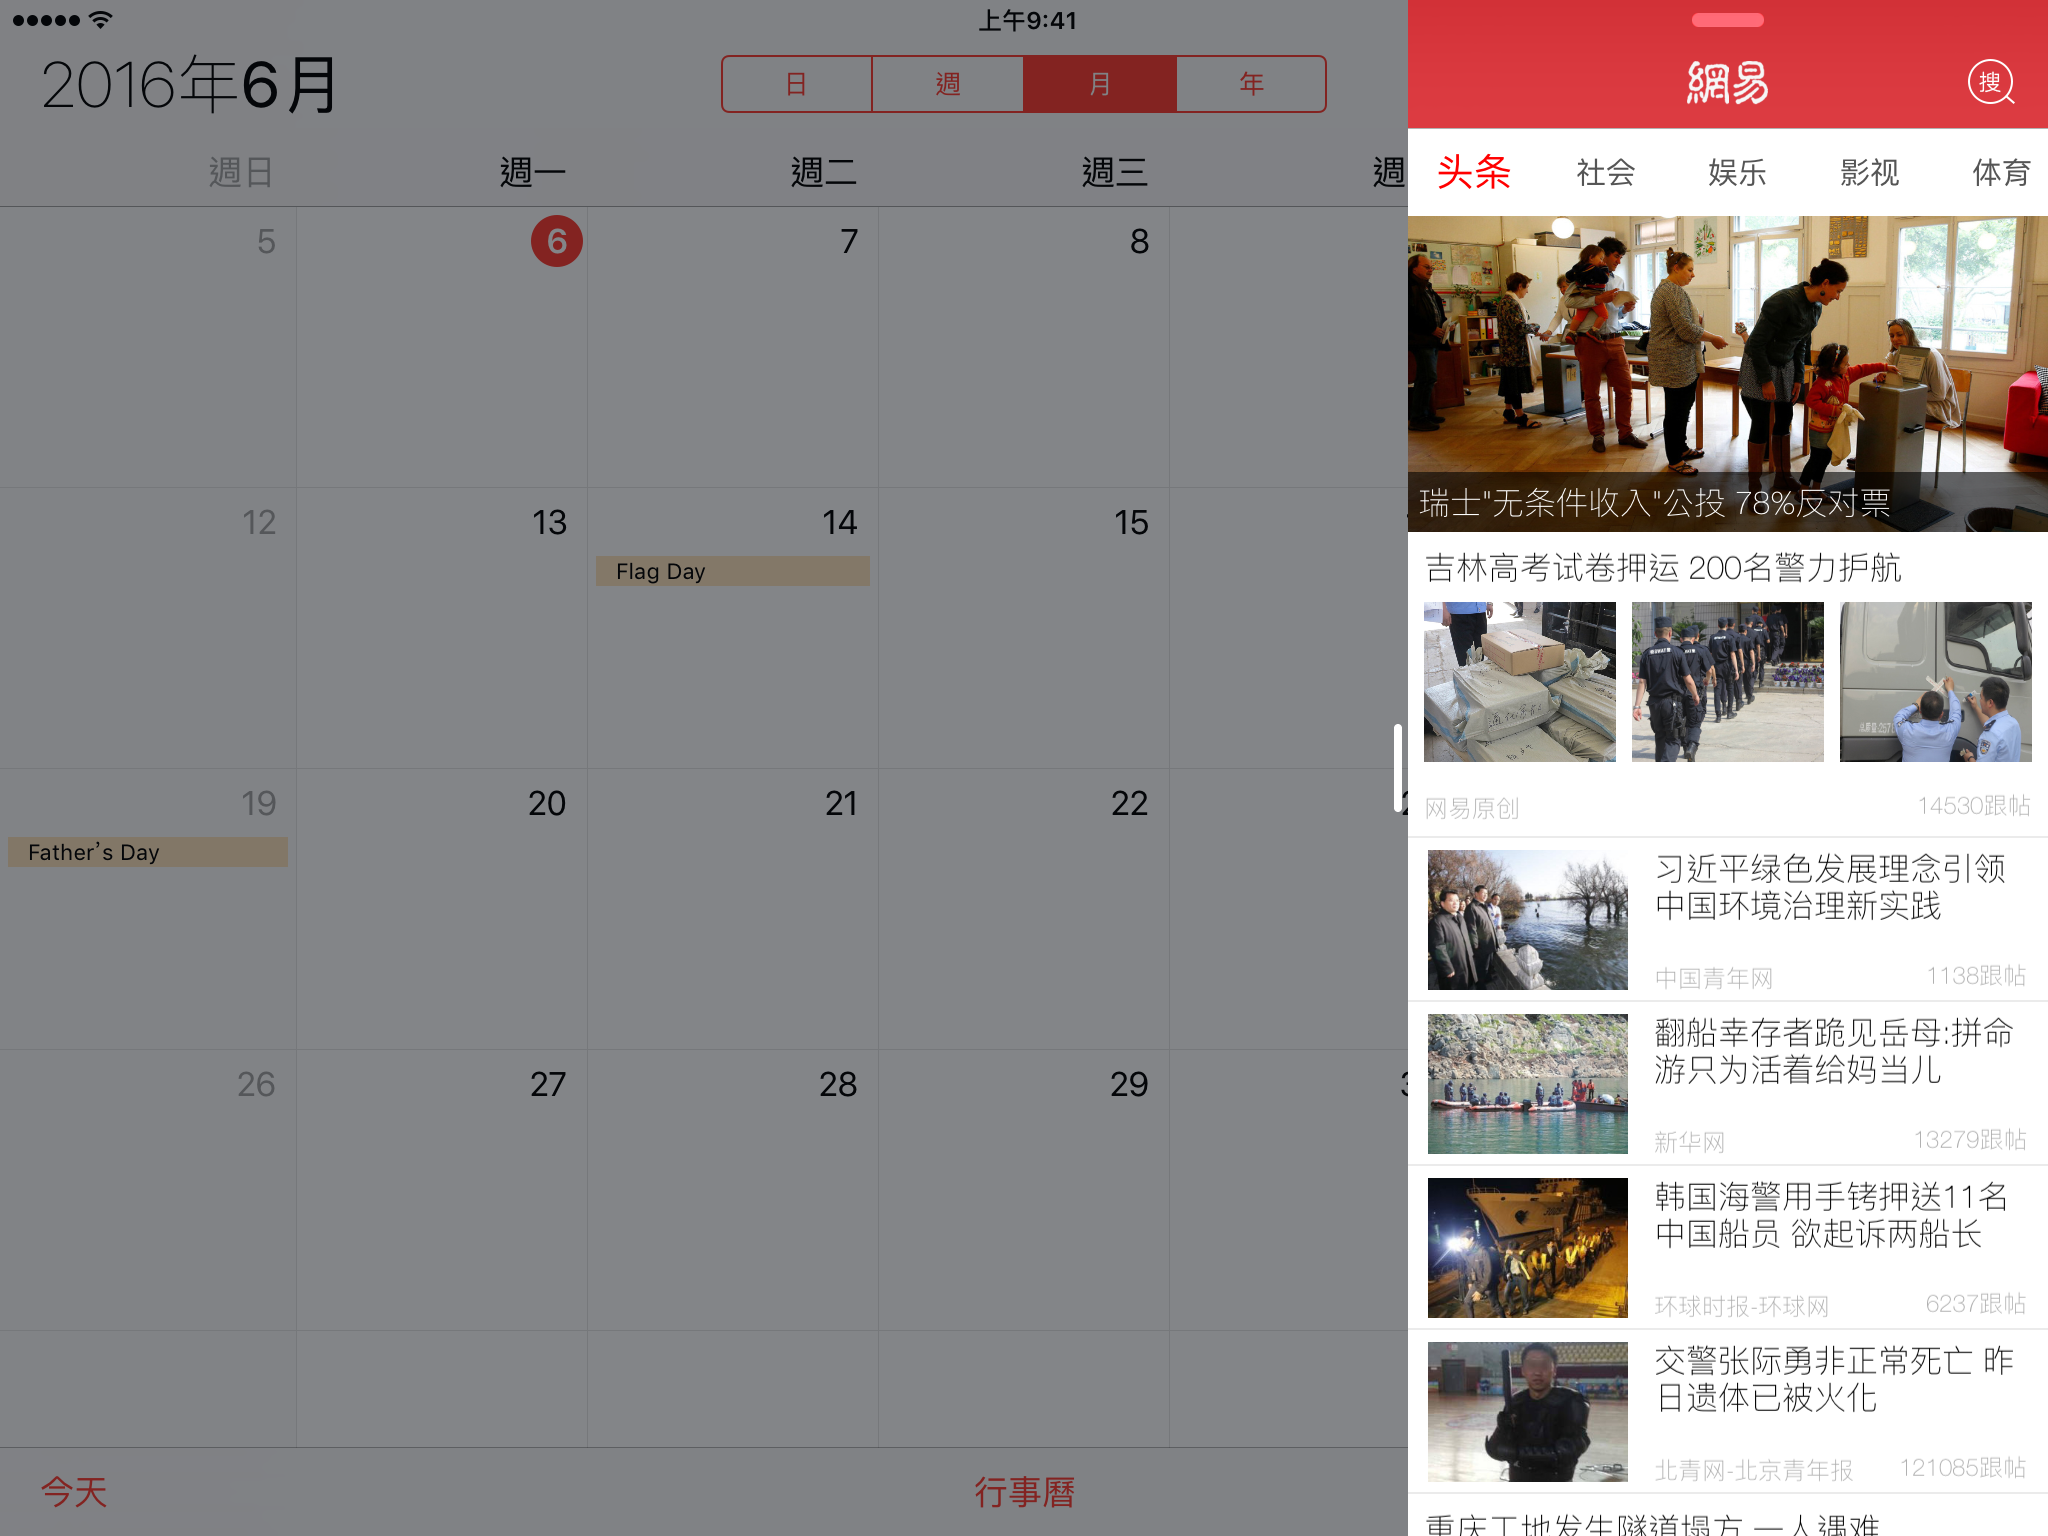 上午9:41
2016年6月
日 週 月 年
週日 週一 週二 週三 週
5 6 7 8
12 13 14 15
Flag Day
19 20 21 22
Father's Day
26 27 28 29
今天 行事曆
網易
搜
头条 社会 娱乐 影视 体育
瑞士"无条件收入"公投 78%反对票
吉林高考试卷押运 200名警力护航
网易原创 14530跟帖
习近平绿色发展理念引领
中国环境治理新实践
中国青年网 1138跟帖
翻船幸存者跪见岳母:拼命
游只为活着给妈当儿
新华网 13279跟帖
韩国海警用手铐押送11名
中国船员 欲起诉两船长
环球时报-环球网 6237跟帖
交警张际勇非正常死亡 昨
日遗体已被火化
北青网-北京青年报 121085跟帖
重庆工地发生隧道塌方 一人遇难